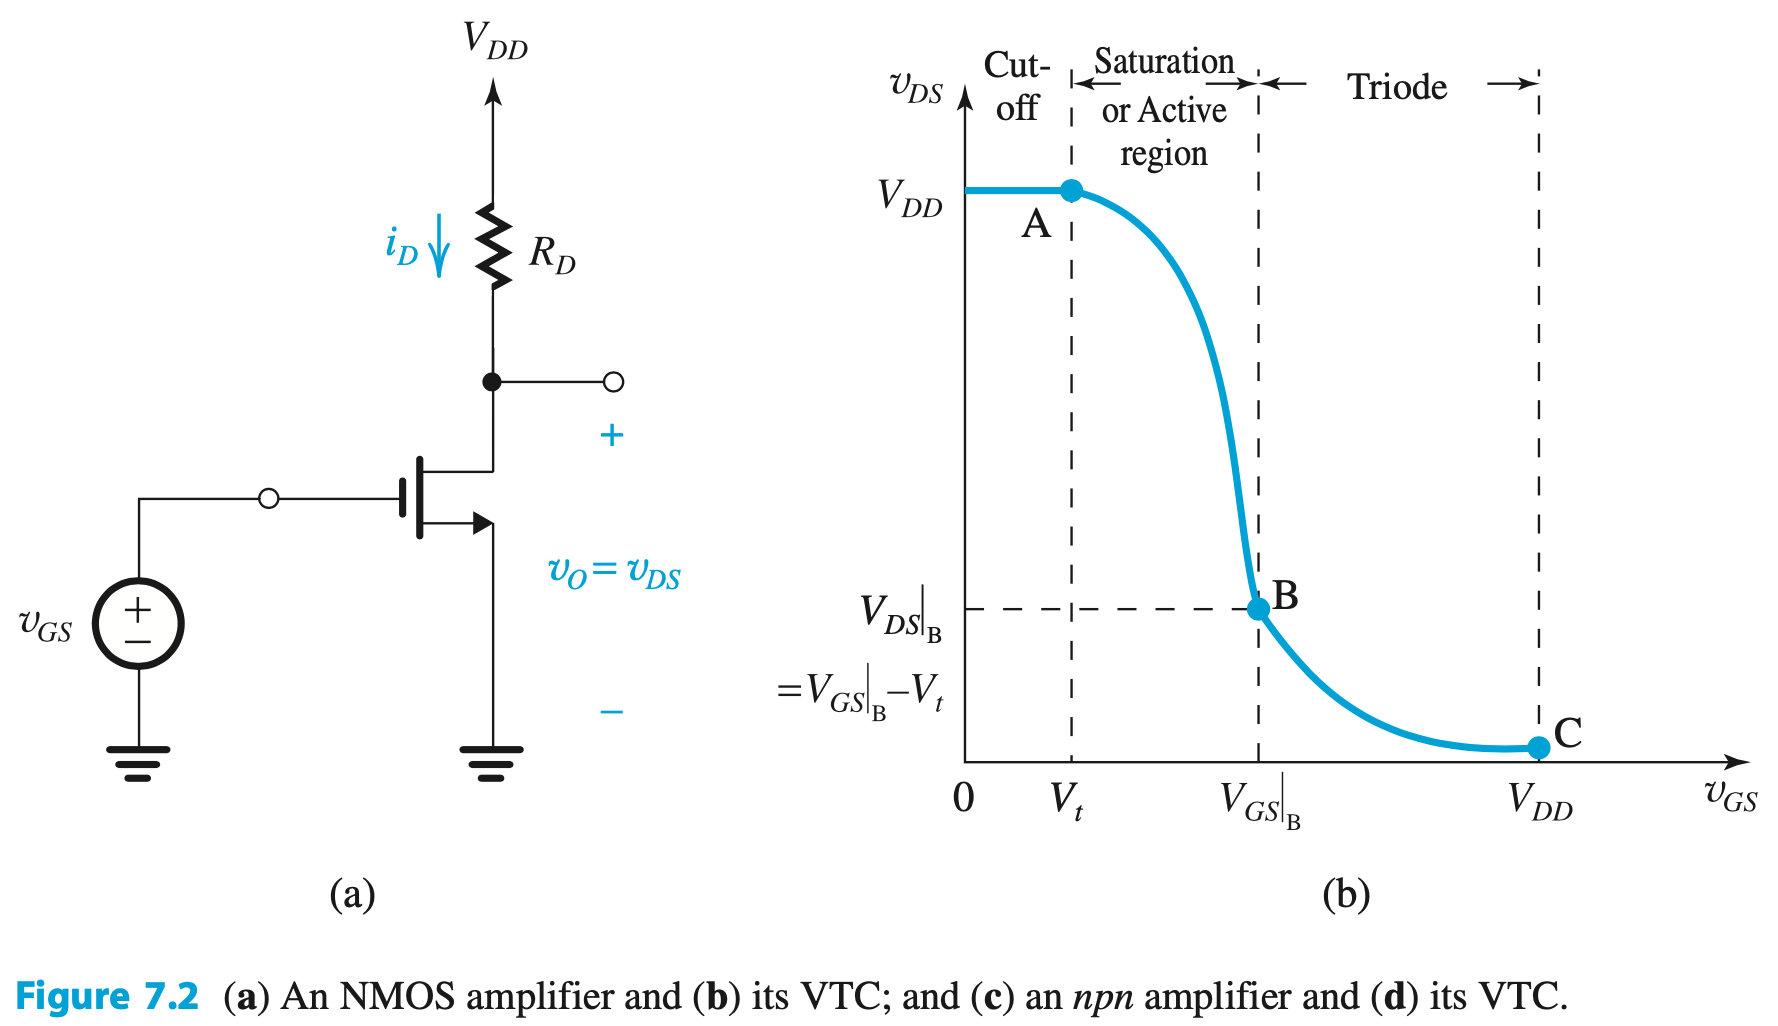 V_DD
i_D
R_D
+
v_O = v_DS
−
v_GS
+
−
(a)
v_DS
Cut-
off
Saturation
or Active
region
Triode
V_DD
A
V_DS|_B
= V_GS|_B − V_t
B
C
0
V_t
V_GS|_B
V_DD
v_GS
(b)
Figure 7.2 (a) An NMOS amplifier and (b) its VTC; and (c) an npn amplifier and (d) its VTC.